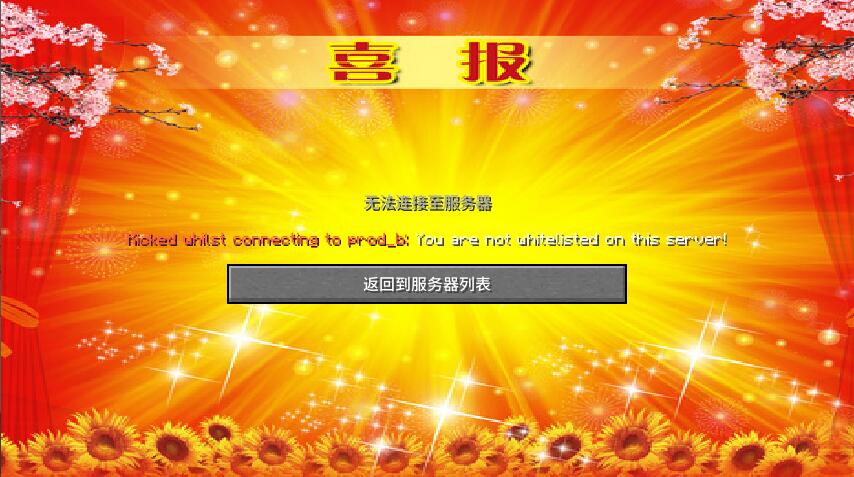 喜 报
无法连接至服务器
Kicked whilst connecting to prod_b: You are not whitelisted on this server!
返回到服务器列表